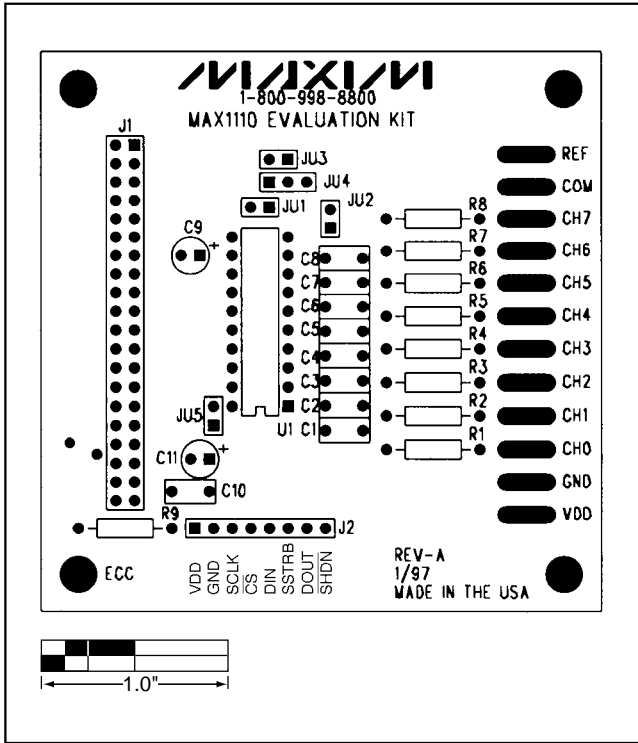 MAXIM
1-800-998-8800
MAX1110 EVALUATION KIT
J1
JU3
JU4
JU1
JU2
C9
+
REF
COM
R8
CH7
R7
CH6
R6
CH5
R5
CH4
R4
CH3
R3
CH2
R2
CH1
R1
CH0
GND
VDD
C8
C7
C6
C5
C4
C3
C2
C1
U1
JU5
C11
+
C10
R9
J2
ECC
VDD
GND
SCLK
CS
DIN
SSTRB
DOUT
SHDN
REV-A
1/97
MADE IN THE USA
1.0"